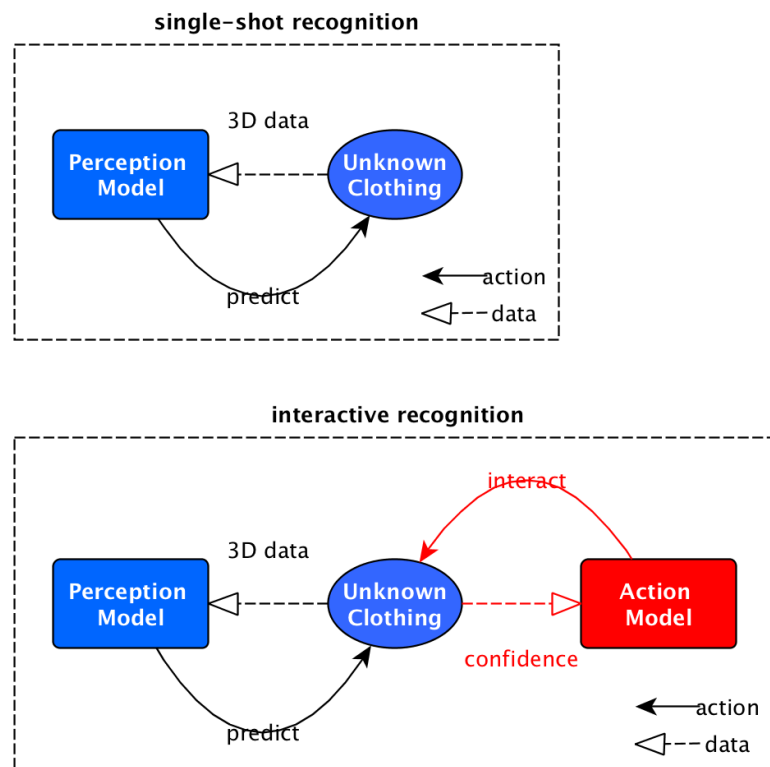 single-shot recognition
3D data
Perception
Model
Unknown
Clothing
predict
action
data
interactive recognition
interact
3D data
Perception
Model
Unknown
Clothing
Action
Model
confidence
predict
action
data